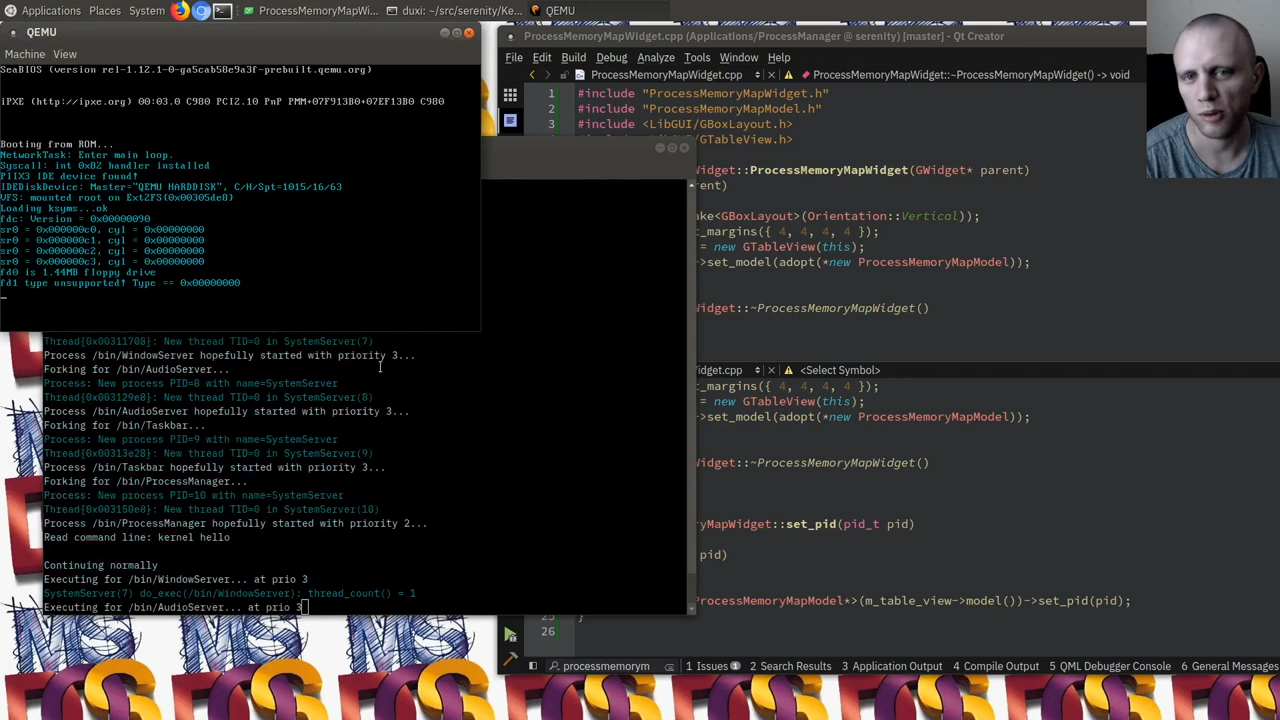 Applications Places System
ProcessMemoryMapWi...
duxi: ~/src/serenity/Ke...
QEMU
QEMU
Machine View
SeaBIOS (version rel-1.12.1-0-ga5cab58e9a3f-prebuilt.qemu.org)
iPXE (http://ipxe.org) 00:03.0 C980 PCI2.10 PnP PMM+07F913B0+07EF13B0 C980
Booting from ROM...
NetworkTask: Enter main loop.
Syscall: int 0x82 handler installed
PIIX3 IDE device found!
IDEDiskDevice: Master="QEMU HARDDISK", C/H/Spt=1015/16/63
VFS: mounted root on Ext2FS(0x00305de8)
Loading ksyms...ok
fdc: Version = 0x00000090
sr0 = 0x000000c0, cyl = 0x00000000
sr0 = 0x000000c1, cyl = 0x00000000
sr0 = 0x000000c2, cyl = 0x00000000
sr0 = 0x000000c3, cyl = 0x00000000
fd0 is 1.44MB floppy drive
fd1 type unsupported! Type == 0x00000000
Thread{0x00311708}: New thread TID=0 in SystemServer(7)
Process /bin/WindowServer hopefully started with priority 3...
Forking for /bin/AudioServer...
Process: New process PID=8 with name=SystemServer
Thread{0x003129e8}: New thread TID=0 in SystemServer(8)
Process /bin/AudioServer hopefully started with priority 3...
Forking for /bin/Taskbar...
Process: New process PID=9 with name=SystemServer
Thread{0x00313e28}: New thread TID=0 in SystemServer(9)
Process /bin/Taskbar hopefully started with priority 3...
Forking for /bin/ProcessManager...
Process: New process PID=10 with name=SystemServer
Thread{0x003150e8}: New thread TID=0 in SystemServer(10)
Process /bin/ProcessManager hopefully started with priority 2...
Read command line: kernel hello
Continuing normally
Executing for /bin/WindowServer... at prio 3
SystemServer(7) do_exec(/bin/WindowServer): thread_count() = 1
Executing for /bin/AudioServer... at prio 3
ProcessMemoryMapWidget.cpp (Applications/ProcessManager @ serenity) [master] - Qt Creator
File Edit Build Debug Analyze Tools Window Help
ProcessMemoryMapWidget.cpp
ProcessMemoryMapWidget::~ProcessMemoryMapWidget() -> void
1 #include "ProcessMemoryMapWidget.h"
2 #include "ProcessMemoryMapModel.h"
3 #include <LibGUI/GBoxLayout.h>
GTableView.h>
Widget::ProcessMemoryMapWidget(GWidget* parent)
rent)
ke<GBoxLayout>(Orientation::Vertical));
t_margins({ 4, 4, 4, 4 });
= new GTableView(this);
->set_model(adopt(*new ProcessMemoryMapModel));
Widget::~ProcessMemoryMapWidget()
dget.cpp
<Select Symbol>
t_margins({ 4, 4, 4, 4 });
= new GTableView(this);
->set_model(adopt(*new ProcessMemoryMapModel));
Widget::~ProcessMemoryMapWidget()
MapWidget::set_pid(pid_t pid)
pid)
ProcessMemoryMapModel*>(m_table_view->model())->set_pid(pid);
25 }
26
processmemorym
1 Issues 1
2 Search Results
3 Application Output
4 Compile Output
5 QML Debugger Console
6 General Messages